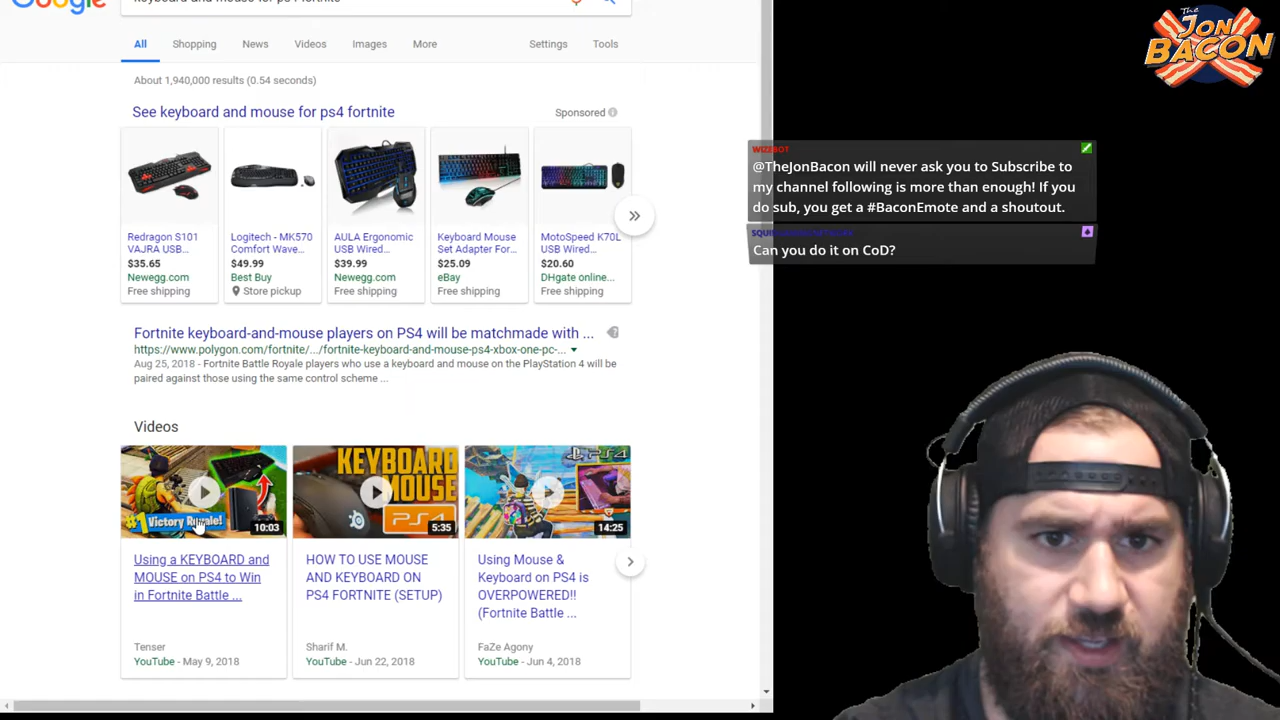 Google
keyboard and mouse for ps4 fortnite
All Shopping News Videos Images More Settings Tools
About 1,940,000 results (0.54 seconds)
See keyboard and mouse for ps4 fortnite
Sponsored
Redragon S101
VAJRA USB...
$35.65
Newegg.com
Free shipping
Logitech - MK570
Comfort Wave...
$49.99
Best Buy
Store pickup
AULA Ergonomic
USB Wired...
$39.99
Newegg.com
Free shipping
Keyboard Mouse
Set Adapter For...
$25.09
eBay
Free shipping
MotoSpeed K70L
USB Wired...
$20.60
DHgate online...
Free shipping
Fortnite keyboard-and-mouse players on PS4 will be matchmade with ...
https://www.polygon.com/fortnite/.../fortnite-keyboard-and-mouse-ps4-xbox-one-pc-...
Aug 25, 2018 - Fortnite Battle Royale players who use a keyboard and mouse on the PlayStation 4 will be
paired against those using the same control scheme ...
Videos
#1 Victory Royale!
10:03
Using a KEYBOARD and
MOUSE on PS4 to Win
in Fortnite Battle ...
Tenser
YouTube - May 9, 2018
KEYBOARD
MOUSE
PS4
5:35
HOW TO USE MOUSE
AND KEYBOARD ON
PS4 FORTNITE (SETUP)
Sharif M.
YouTube - Jun 22, 2018
PS4
14:25
Using Mouse &
Keyboard on PS4 is
OVERPOWERED!!
(Fortnite Battle ...
FaZe Agony
YouTube - Jun 4, 2018
The
JON
BACON
WIZEBOT
@TheJonBacon will never ask you to Subscribe to
my channel following is more than enough! If you
do sub, you get a #BaconEmote and a shoutout.
Can you do it on CoD?